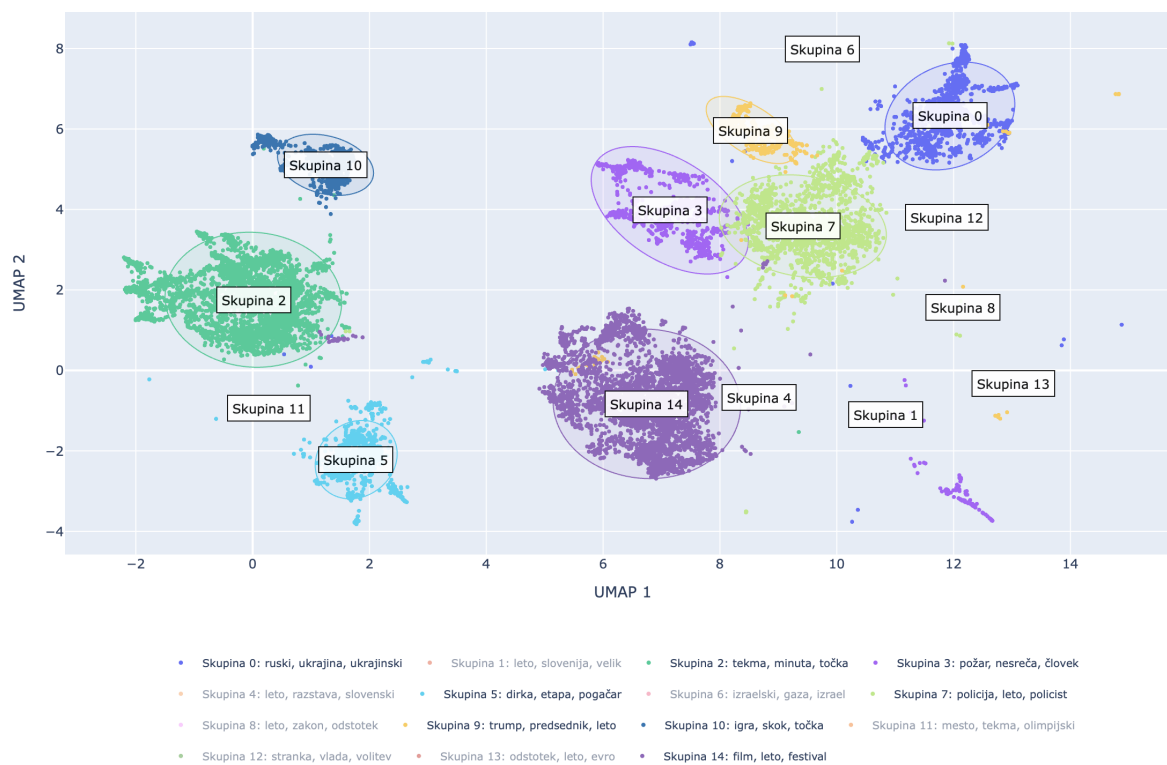 8
6
4
2
0
−2
−4
UMAP 2
Skupina 6
Skupina 0
Skupina 9
Skupina 10
Skupina 3
Skupina 12
Skupina 7
Skupina 2
Skupina 8
Skupina 13
Skupina 4
Skupina 14
Skupina 11
Skupina 1
Skupina 5
−2 0 2 4 6 8 10 12 14
UMAP 1
Skupina 0: ruski, ukrajina, ukrajinski Skupina 1: leto, slovenija, velik Skupina 2: tekma, minuta, točka Skupina 3: požar, nesreča, človek
Skupina 4: leto, razstava, slovenski Skupina 5: dirka, etapa, pogačar Skupina 6: izraelski, gaza, izrael Skupina 7: policija, leto, policist
Skupina 8: leto, zakon, odstotek Skupina 9: trump, predsednik, leto Skupina 10: igra, skok, točka Skupina 11: mesto, tekma, olimpijski
Skupina 12: stranka, vlada, volitev Skupina 13: odstotek, leto, evro Skupina 14: film, leto, festival